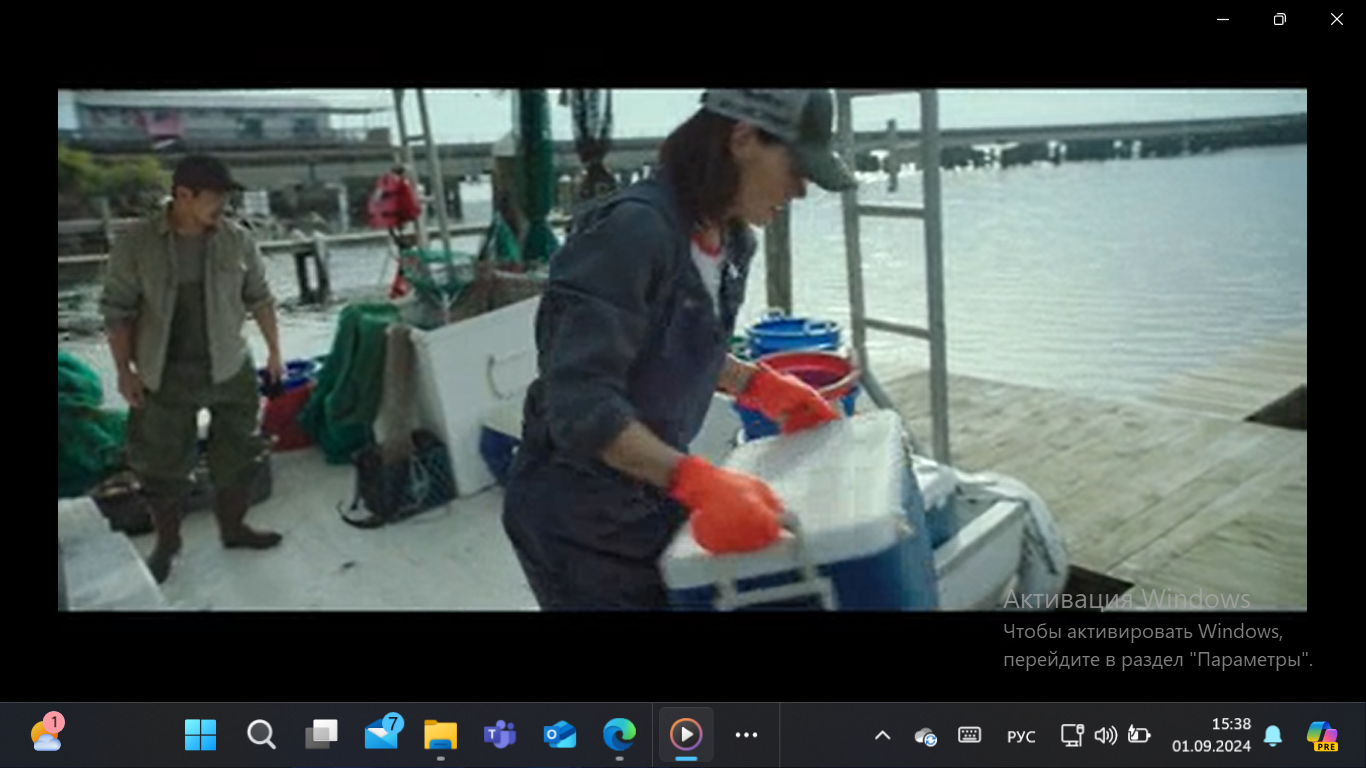 Активация Windows
Чтобы активировать Windows,
перейдите в раздел "Параметры".
1
7
РУС
15:38
01.09.2024
PRE